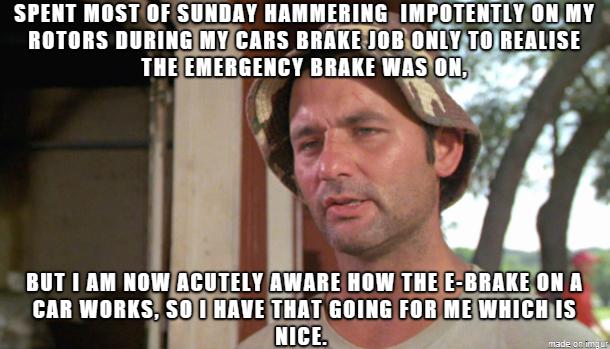 SPENT MOST OF SUNDAY HAMMERING IMPOTENTLY ON MY
ROTORS DURING MY CARS BRAKE JOB ONLY TO REALISE
THE EMERGENCY BRAKE WAS ON,
BUT I AM NOW ACUTELY AWARE HOW THE E-BRAKE ON A
CAR WORKS, SO I HAVE THAT GOING FOR ME WHICH IS
NICE.
made on imgur